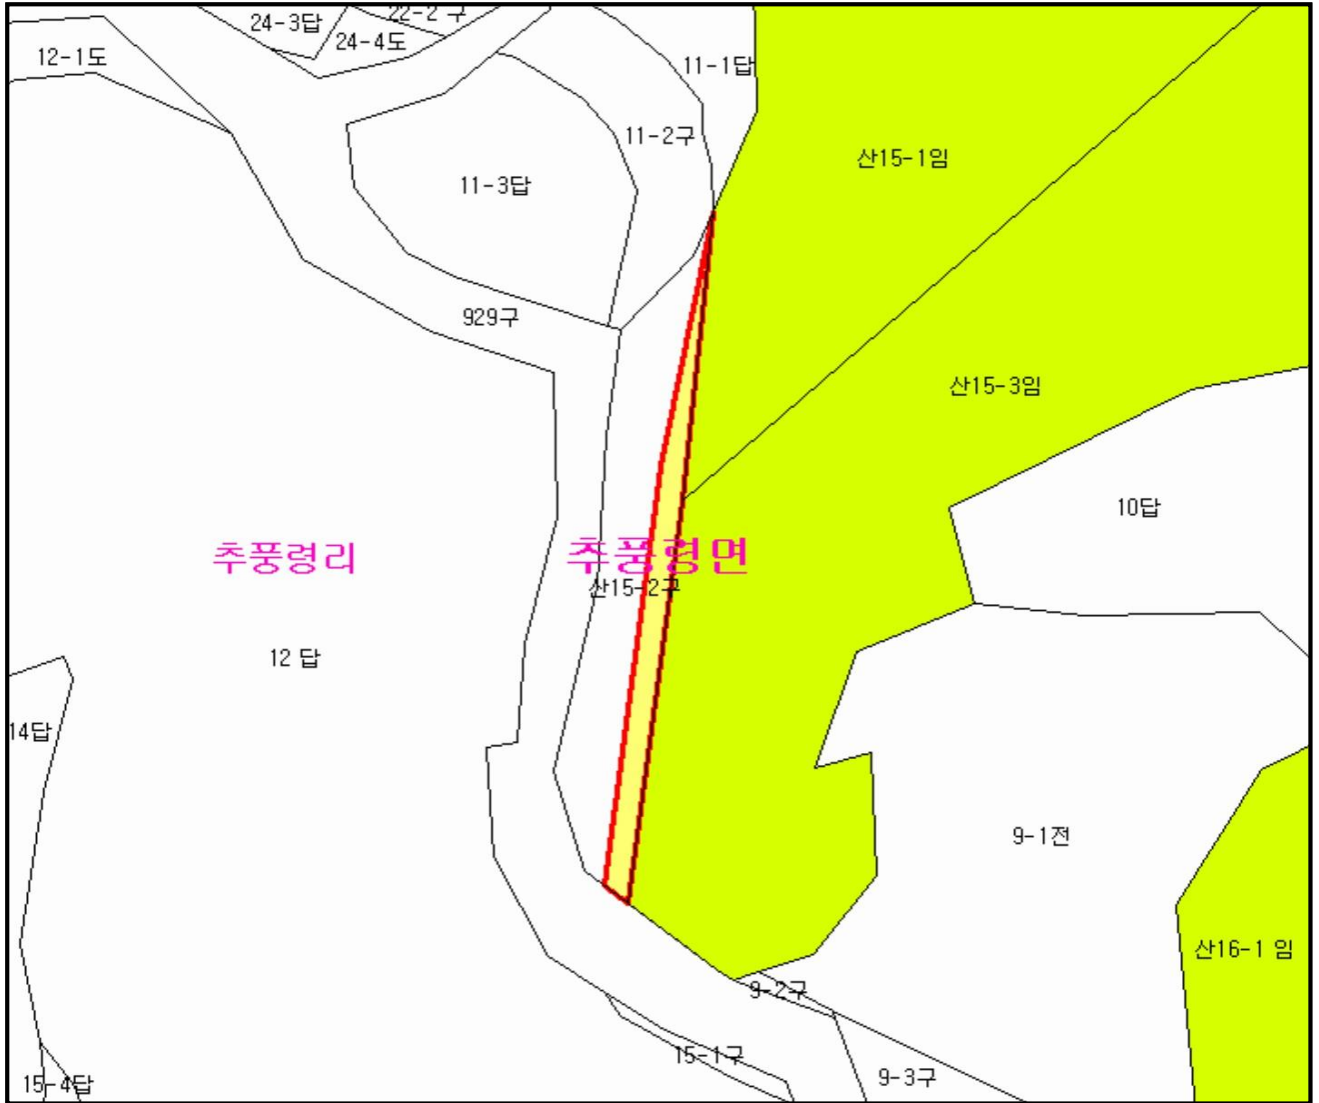 24-3답
22-2 구
24-4도
12-1도
11-1답
11-2구
산15-1임
11-3답
929구
산15-3임
10답
추풍령리
추풍령면
산15-2구
12 답
14답
9-1전
산16-1 임
9-2구
15-1구
9-3구
15-4답